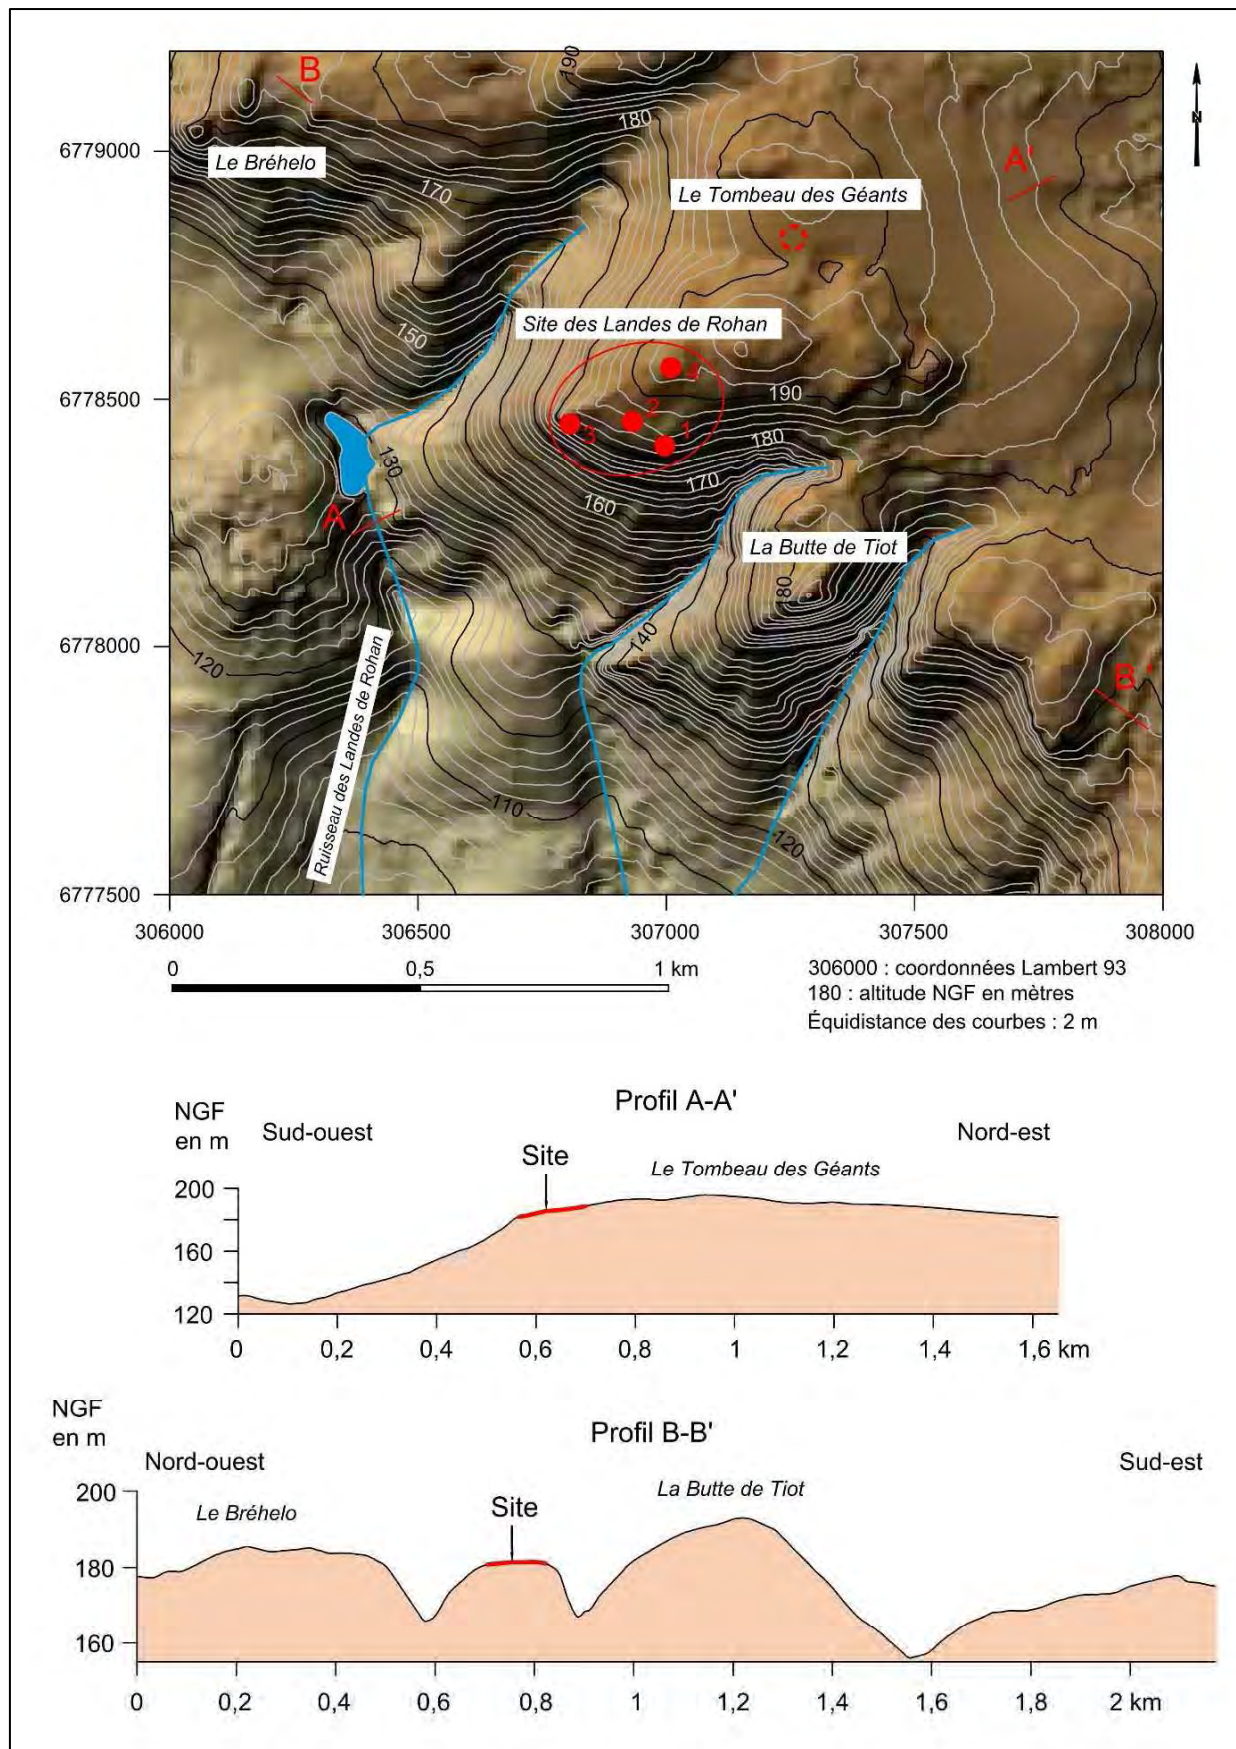 B
190
180
N
6779000
Le Bréhelo
A'
170
Le Tombeau des Géants
Site des Landes de Rohan
150
4
190
6778500
2
3
1
180
130
170
160
A
La Butte de Tiot
80
140
6778000
120
B'
Ruisseau des Landes de Rohan
110
120
6777500
306000 306500 307000 307500 308000
0 0,5 1 km
306000 : coordonnées Lambert 93
180 : altitude NGF en mètres
Équidistance des courbes : 2 m
Profil A-A'
NGF
en m
Sud-ouest
Nord-est
Site
Le Tombeau des Géants
200
160
120
0 0,2 0,4 0,6 0,8 1 1,2 1,4 1,6 km
NGF
en m
Profil B-B'
Nord-ouest
Sud-est
200
Le Bréhelo
Site
La Butte de Tiot
180
160
0 0,2 0,4 0,6 0,8 1 1,2 1,4 1,6 1,8 2 km